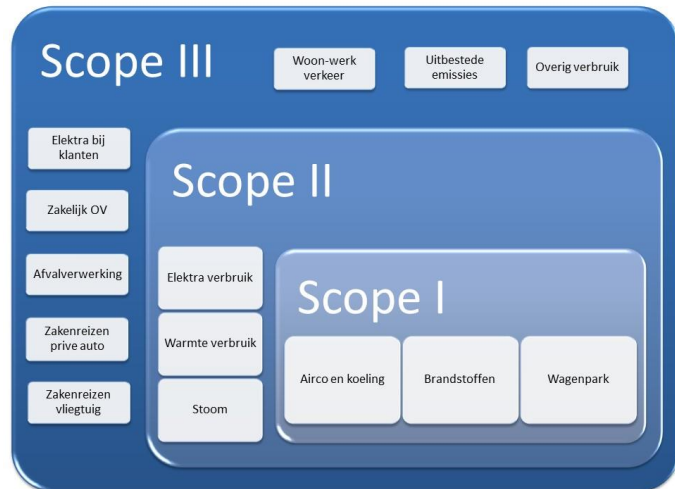 Scope III
Woon-werk
verkeer
Uitbestede
emissies
Overig verbruik
Elektra bij
klanten
Zakelijk OV
Afvalverwerking
Zakenreizen
prive auto
Zakenreizen
vliegtuig
Scope II
Elektra verbruik
Warmte verbruik
Stoom
Scope I
Airco en koeling
Brandstoffen
Wagenpark